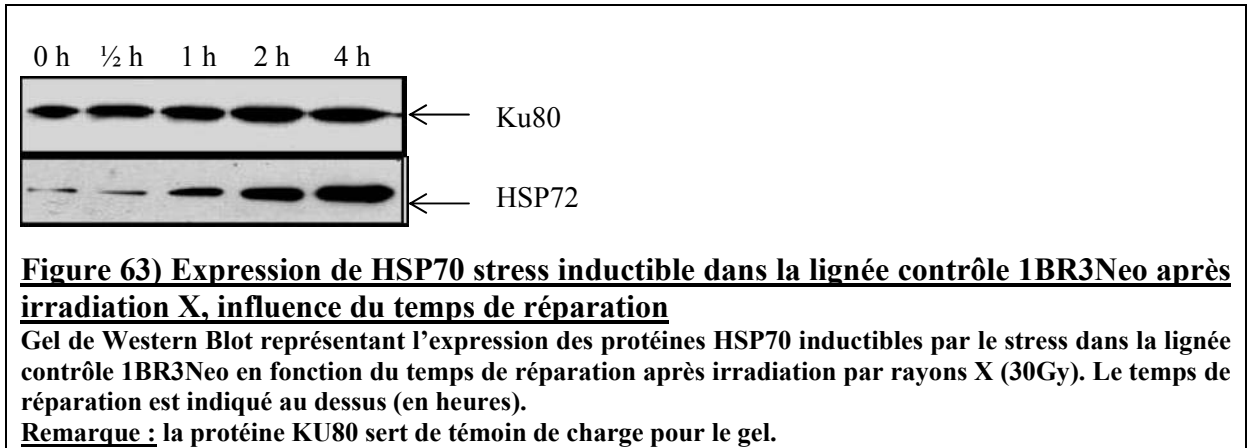 0 h ½ h 1 h 2 h 4 h
Ku80
HSP72
Figure 63) Expression de HSP70 stress inductible dans la lignée contrôle 1BR3Neo après
irradiation X, influence du temps de réparation
Gel de Western Blot représentant l'expression des protéines HSP70 inductibles par le stress dans la lignée
contrôle 1BR3Neo en fonction du temps de réparation après irradiation par rayons X (30Gy). Le temps de
réparation est indiqué au dessus (en heures).
Remarque : la protéine KU80 sert de témoin de charge pour le gel.